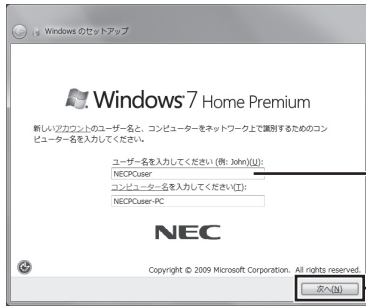 Windows のセットアップ
Windows 7 Home Premium
新しいアカウントのユーザー名と、コンピューターをネットワーク上で識別するためのコン
ピューター名を入力してください。
ユーザー名を入力してください (例: John)(U):
NECPCuser
コンピューター名を入力してください(T):
NECPCuser-PC
NEC
Copyright © 2009 Microsoft Corporation. All rights reserved.
次へ(N)